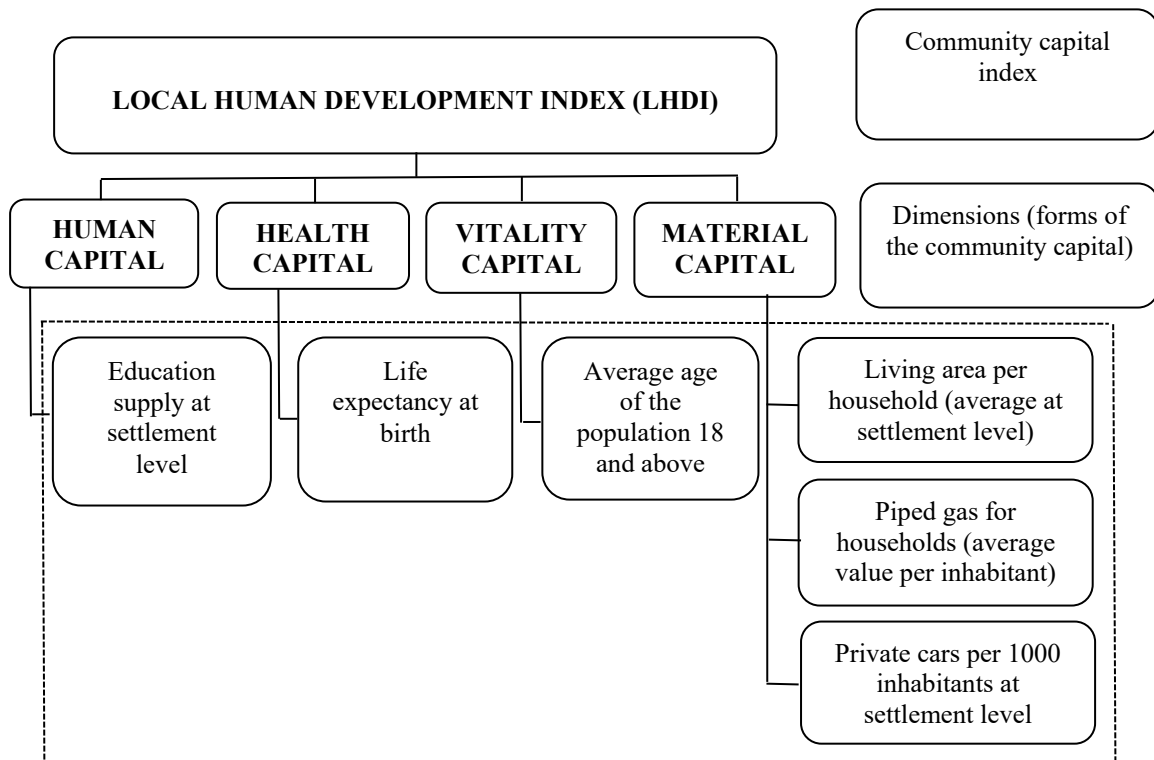 Community capital
index
LOCAL HUMAN DEVELOPMENT INDEX (LHDI)
HUMAN
CAPITAL
HEALTH
CAPITAL
VITALITY
CAPITAL
MATERIAL
CAPITAL
Dimensions (forms of
the community capital)
Education
supply at
settlement
level
Life
expectancy at
birth
Average age
of the
population 18
and above
Living area per
household (average at
settlement level)
Piped gas for
households (average
value per inhabitant)
Private cars per 1000
inhabitants at
settlement level